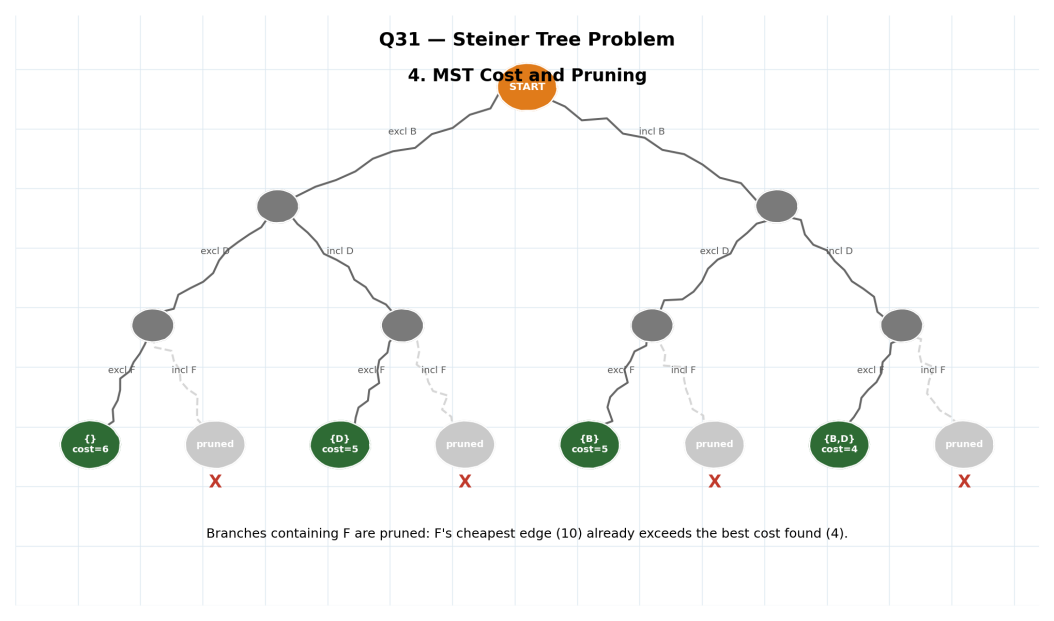 Q31 — Steiner Tree Problem
4. MST Cost and Pruning
START
excl B
incl B
excl D
incl D
excl D
incl D
excl F
incl F
excl F
incl F
excl F
incl F
excl F
incl F
{}
cost=6
pruned
{D}
cost=5
pruned
{B}
cost=5
pruned
{B,D}
cost=4
pruned
X
X
X
X
Branches containing F are pruned: F's cheapest edge (10) already exceeds the best cost found (4).